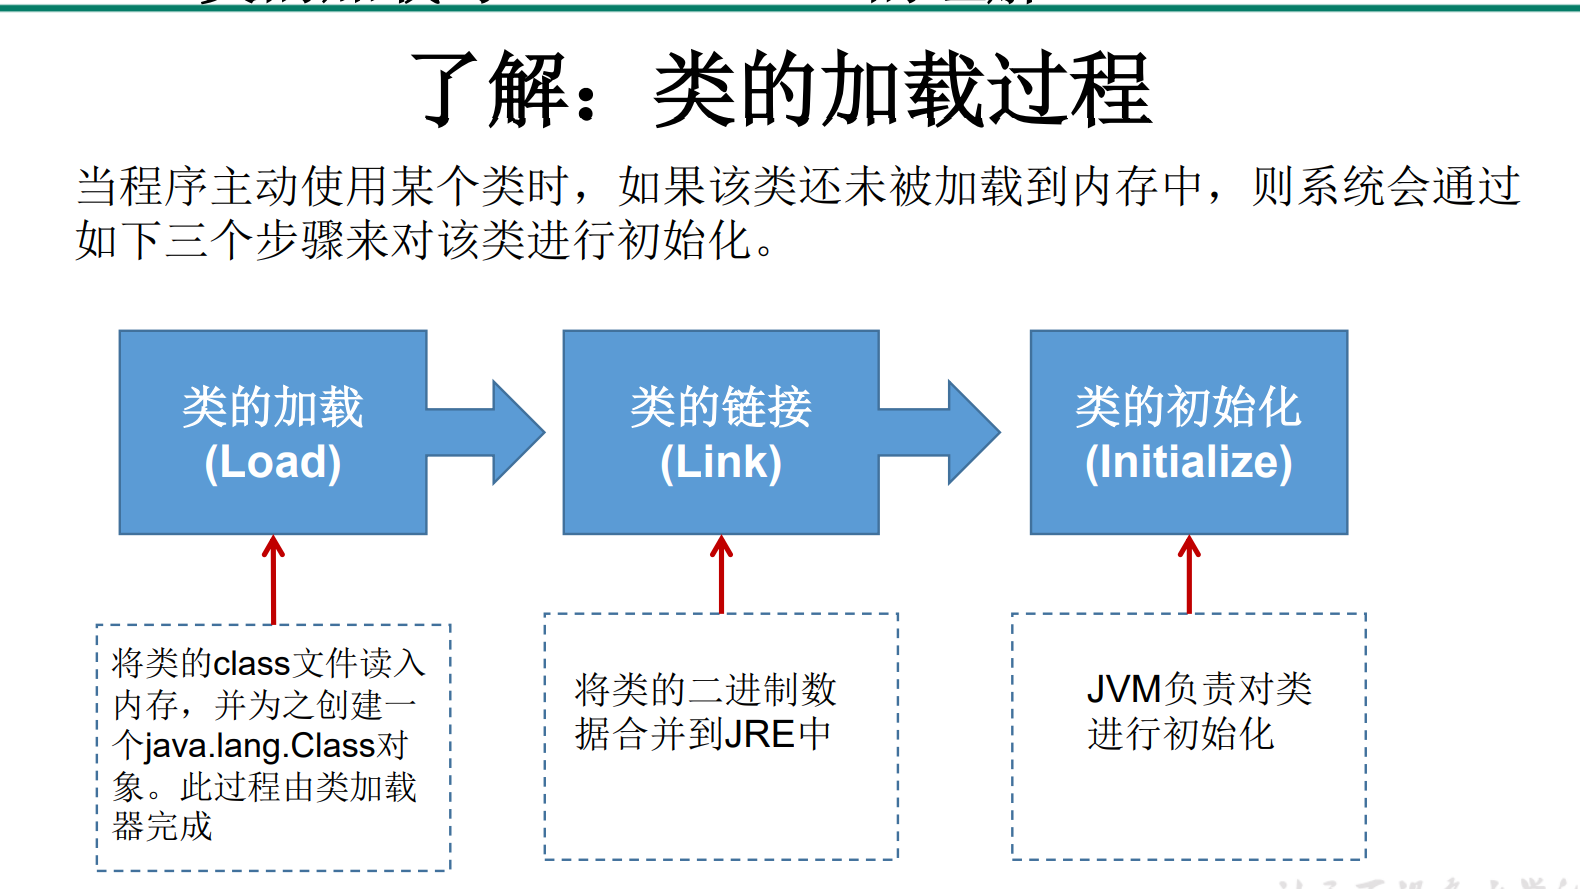 了解：类的加载过程
当程序主动使用某个类时，如果该类还未被加载到内存中，则系统会通过
如下三个步骤来对该类进行初始化。
类的加载
(Load)
类的链接
(Link)
类的初始化
(Initialize)
将类的class文件读入
内存，并为之创建一
个java.lang.Class对
象。此过程由类加载
器完成
将类的二进制数
据合并到JRE中
JVM负责对类
进行初始化